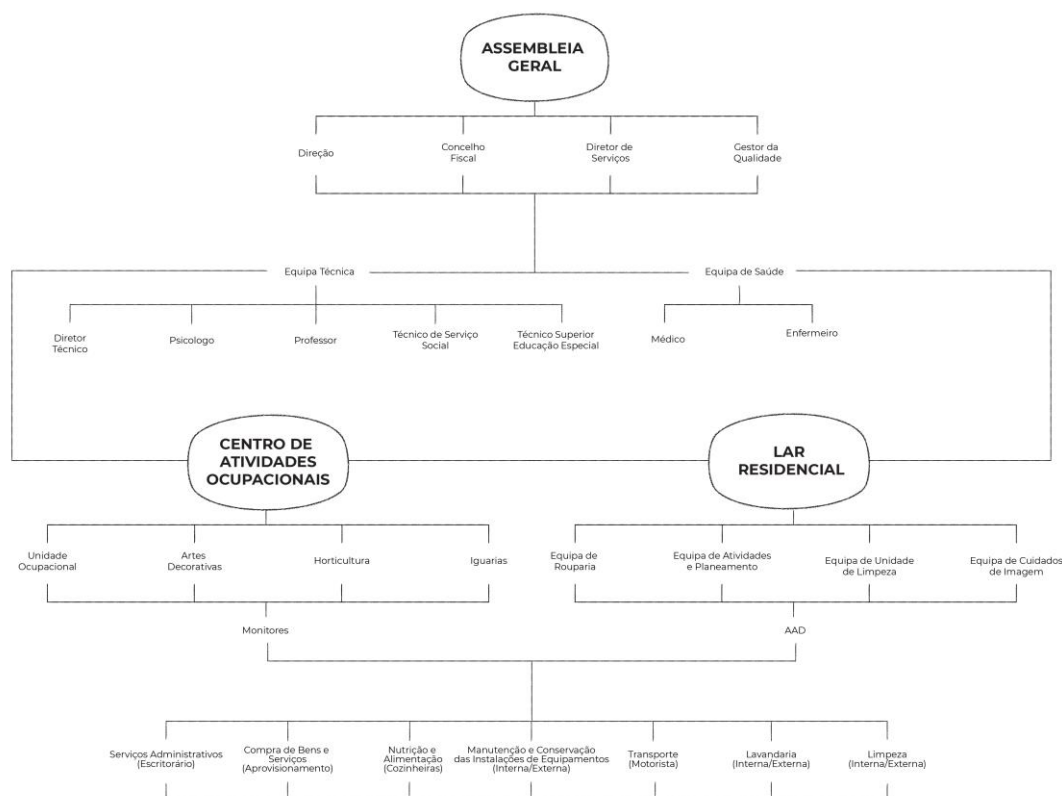 ASSEMBLEIA
GERAL
Direção
Concelho
Fiscal
Diretor de
Serviços
Gestor da
Qualidade
Equipa Técnica
Equipa de Saúde
Diretor
Técnico
Psicologo
Professor
Técnico de Serviço
Social
Técnico Superior
Educação Especial
Médico
Enfermeiro
CENTRO DE
ATIVIDADES
OCUPACIONAIS
LAR
RESIDENCIAL
Unidade
Ocupacional
Artes
Decorativas
Horticultura
Iguarias
Equipa de
Rouparia
Equipa de Atividades
e Planeamento
Equipa de Unidade
de Limpeza
Equipa de Cuidados
de Imagem
Monitores
AAD
Serviços Administrativos
(Escritorário)
Compra de Bens e
Serviços
(Aprovisionamento)
Nutrição e
Alimentação
(Cozinheiras)
Manutenção e Conservação
das Instalações de Equipamentos
(Interna/Externa)
Transporte
(Motorista)
Lavandaria
(Interna/Externa)
Limpeza
(Interna/Externa)